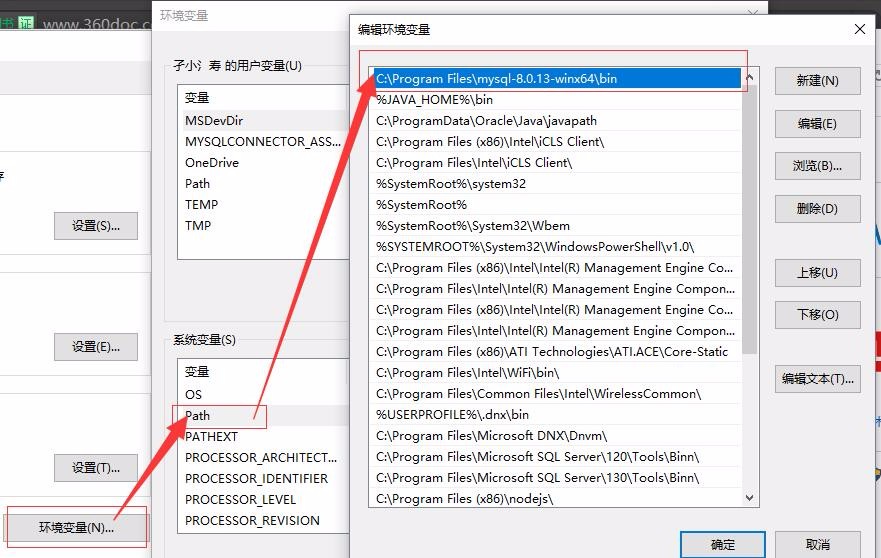 书 证 www.360doc.co
环境变量
编辑环境变量
的用户变量(U)
变量
MSDevDir
MYSQLCONNECTOR_ASS...
OneDrive
Path
TEMP
TMP
设置(S)...
设置(E)...
设置(T)...
环境变量(N)...
系统变量(S)
变量
OS
Path
PATHEXT
PROCESSOR_ARCHITECT...
PROCESSOR_IDENTIFIER
PROCESSOR_LEVEL
PROCESSOR_REVISION
C:\Program Files\mysql-8.0.13-winx64\bin
%JAVA_HOME%\bin
C:\ProgramData\Oracle\Java\javapath
C:\Program Files (x86)\Intel\iCLS Client\
C:\Program Files\Intel\iCLS Client\
%SystemRoot%\system32
%SystemRoot%
%SystemRoot%\System32\Wbem
%SYSTEMROOT%\System32\WindowsPowerShell\v1.0\
C:\Program Files (x86)\Intel\Intel(R) Management Engine Co...
C:\Program Files\Intel\Intel(R) Management Engine Compon...
C:\Program Files (x86)\Intel\Intel(R) Management Engine Co...
C:\Program Files\Intel\Intel(R) Management Engine Compon...
C:\Program Files (x86)\ATI Technologies\ATI.ACE\Core-Static
C:\Program Files\Intel\WiFi\bin\
C:\Program Files\Common Files\Intel\WirelessCommon\
%USERPROFILE%\.dnx\bin
C:\Program Files\Microsoft DNX\Dnvm\
C:\Program Files\Microsoft SQL Server\120\Tools\Binn\
C:\Program Files\Microsoft SQL Server\130\Tools\Binn\
C:\Program Files (x86)\nodejs\
新建(N)
编辑(E)
浏览(B)...
删除(D)
上移(U)
下移(O)
编辑文本(T)...
确定
取消